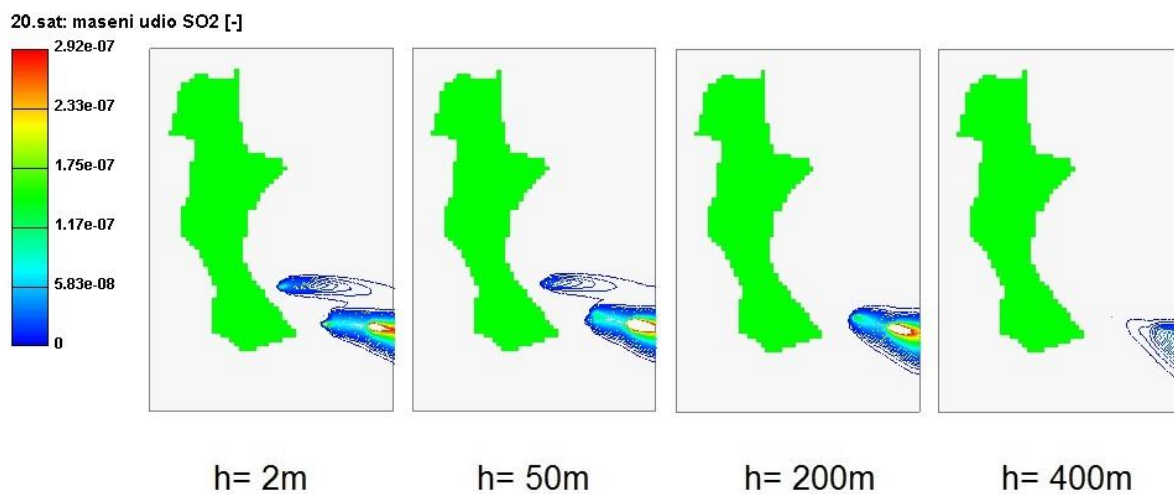 20.sat: maseni udio SO2 [-]
2.92e-07
2.33e-07
1.75e-07
1.17e-07
5.83e-08
0
h= 2m
h= 50m
h= 200m
h= 400m